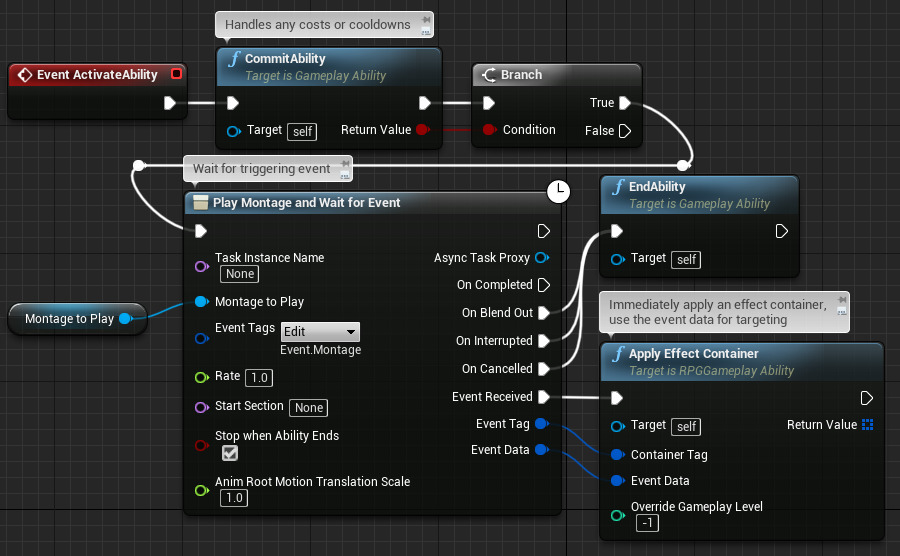 Handles any costs or cooldowns
Event ActivateAbility
f CommitAbility
Target is Gameplay Ability
Target self
Return Value
Branch
Condition
True
False
Wait for triggering event
Play Montage and Wait for Event
Task Instance Name
None
Montage to Play
Event Tags Edit
Event.Montage
Rate 1.0
Start Section None
Stop when Ability Ends
Anim Root Motion Translation Scale
1.0
Async Task Proxy
On Completed
On Blend Out
On Interrupted
On Cancelled
Event Received
Event Tag
Event Data
Montage to Play
f EndAbility
Target is Gameplay Ability
Target self
Immediately apply an effect container,
use the event data for targeting
f Apply Effect Container
Target is RPGGameplay Ability
Target self
Return Value
Container Tag
Event Data
Override Gameplay Level
-1